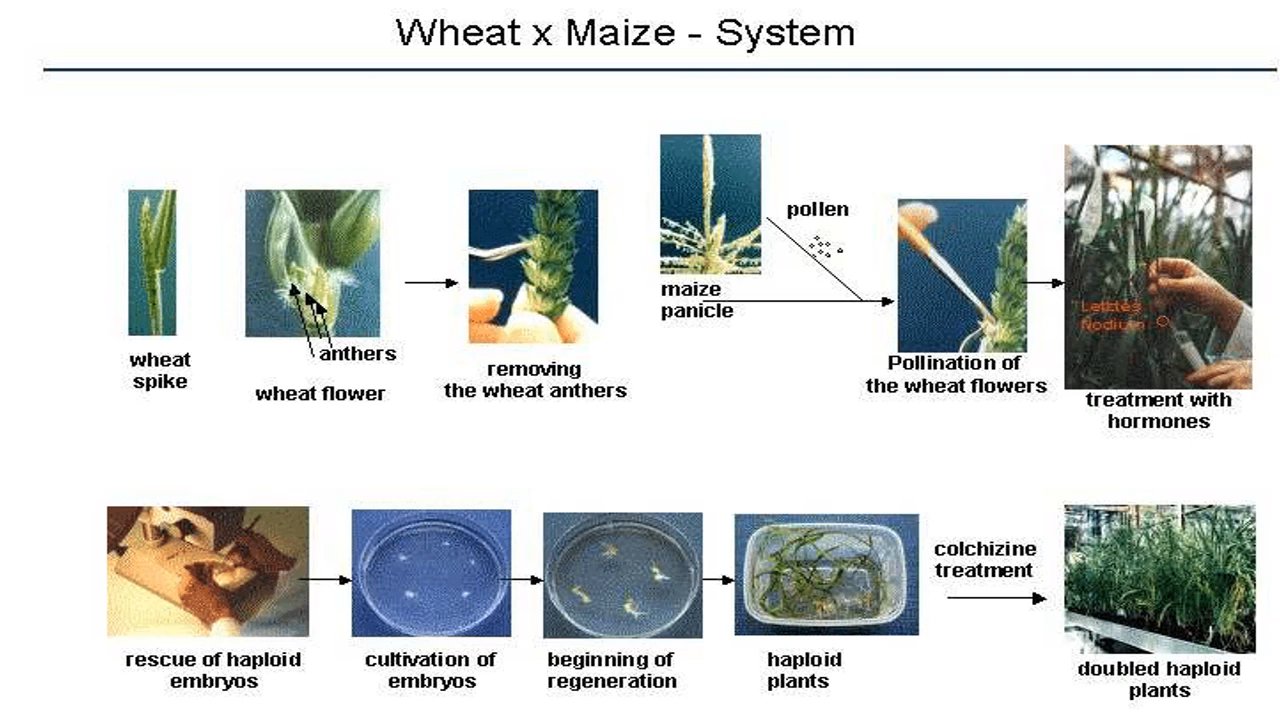 Wheat x Maize - System
pollen
maize
panicle
anthers
wheat
spike
wheat flower
removing
the wheat anthers
Pollination of
the wheat flowers
Letztes
Nodium
treatment with
hormones
colchizine
treatment
rescue of haploid
embryos
cultivation of
embryos
beginning of
regeneration
haploid
plants
doubled haploid
plants